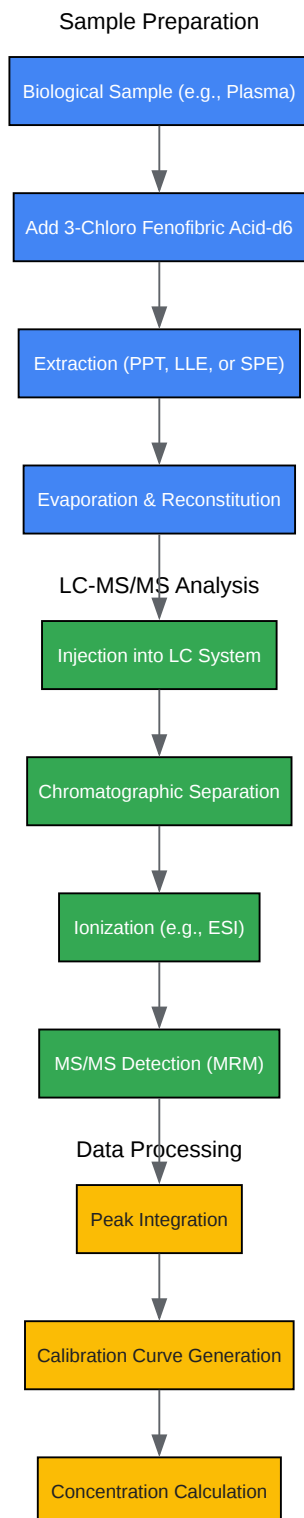 Sample Preparation
Biological Sample (e.g., Plasma)
Add 3-Chloro Fenofibric Acid-d6
Extraction (PPT, LLE, or SPE)
Evaporation & Reconstitution
LC-MS/MS Analysis
Injection into LC System
Chromatographic Separation
Ionization (e.g., ESI)
MS/MS Detection (MRM)
Data Processing
Peak Integration
Calibration Curve Generation
Concentration Calculation